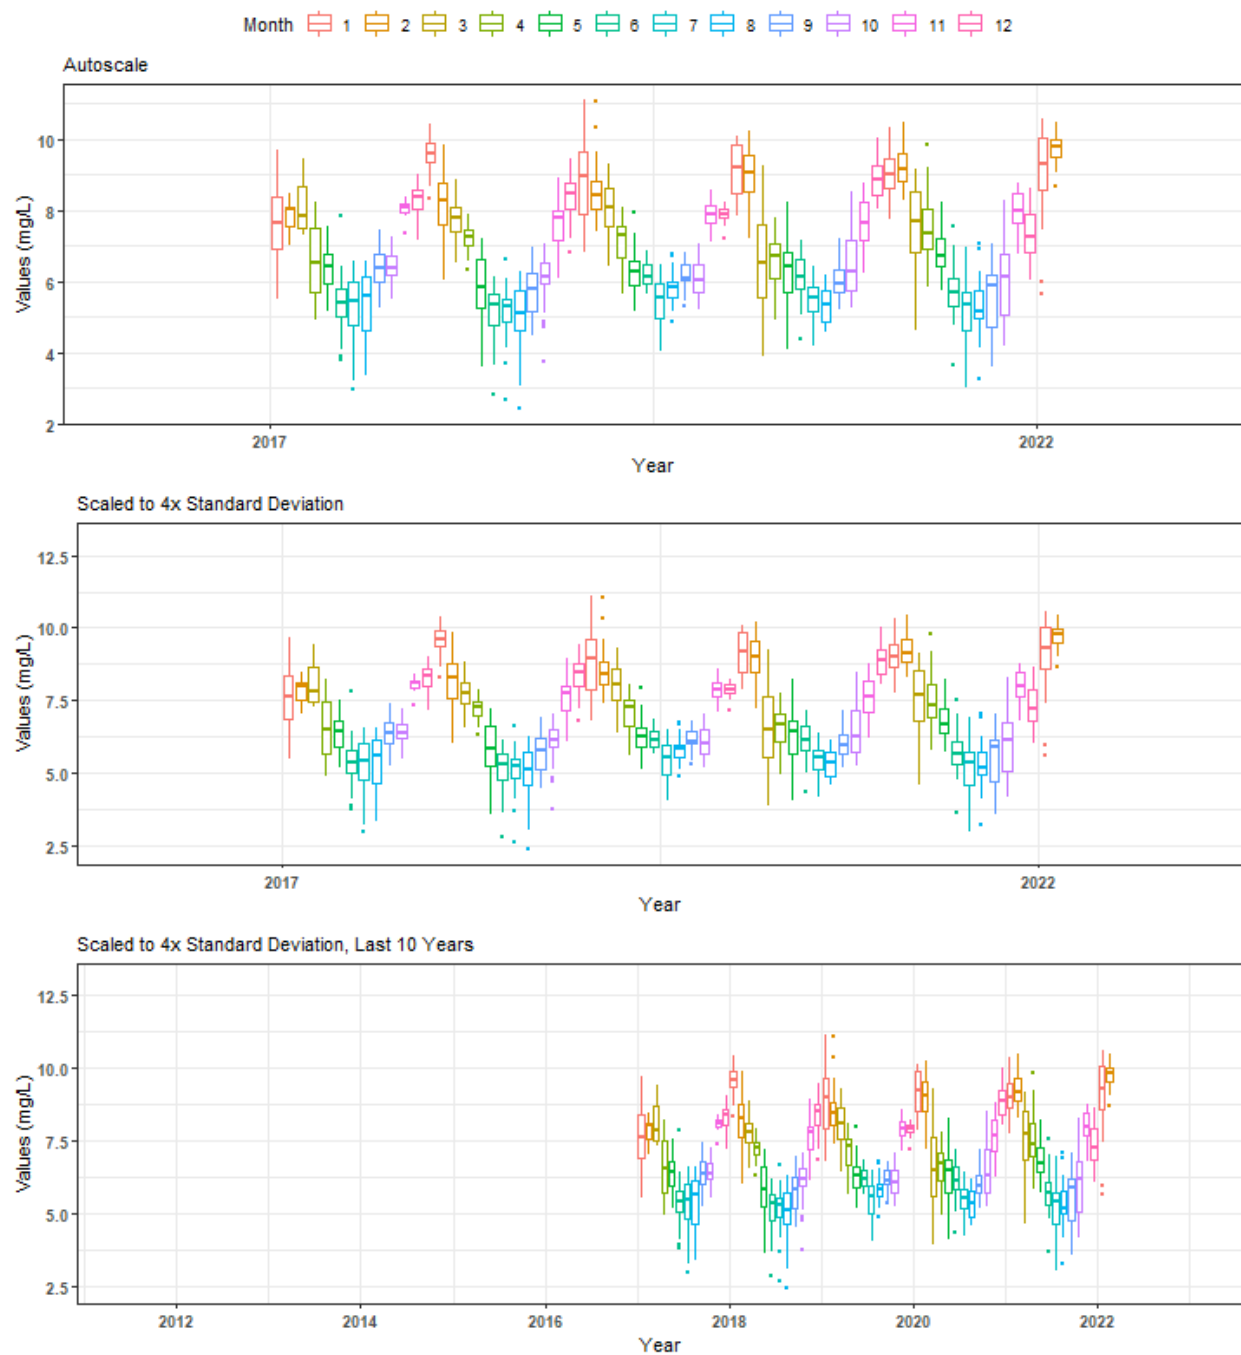 Month 1 2 3 4 5 6 7 8 9 10 11 12
Autoscale
10
8
6
4
2
Values (mg/L)
2017 2022
Year
Scaled to 4x Standard Deviation
12.5
10.0
7.5
5.0
2.5
Values (mg/L)
2017 2022
Year
Scaled to 4x Standard Deviation, Last 10 Years
12.5
10.0
7.5
5.0
2.5
Values (mg/L)
2012 2014 2016 2018 2020 2022
Year